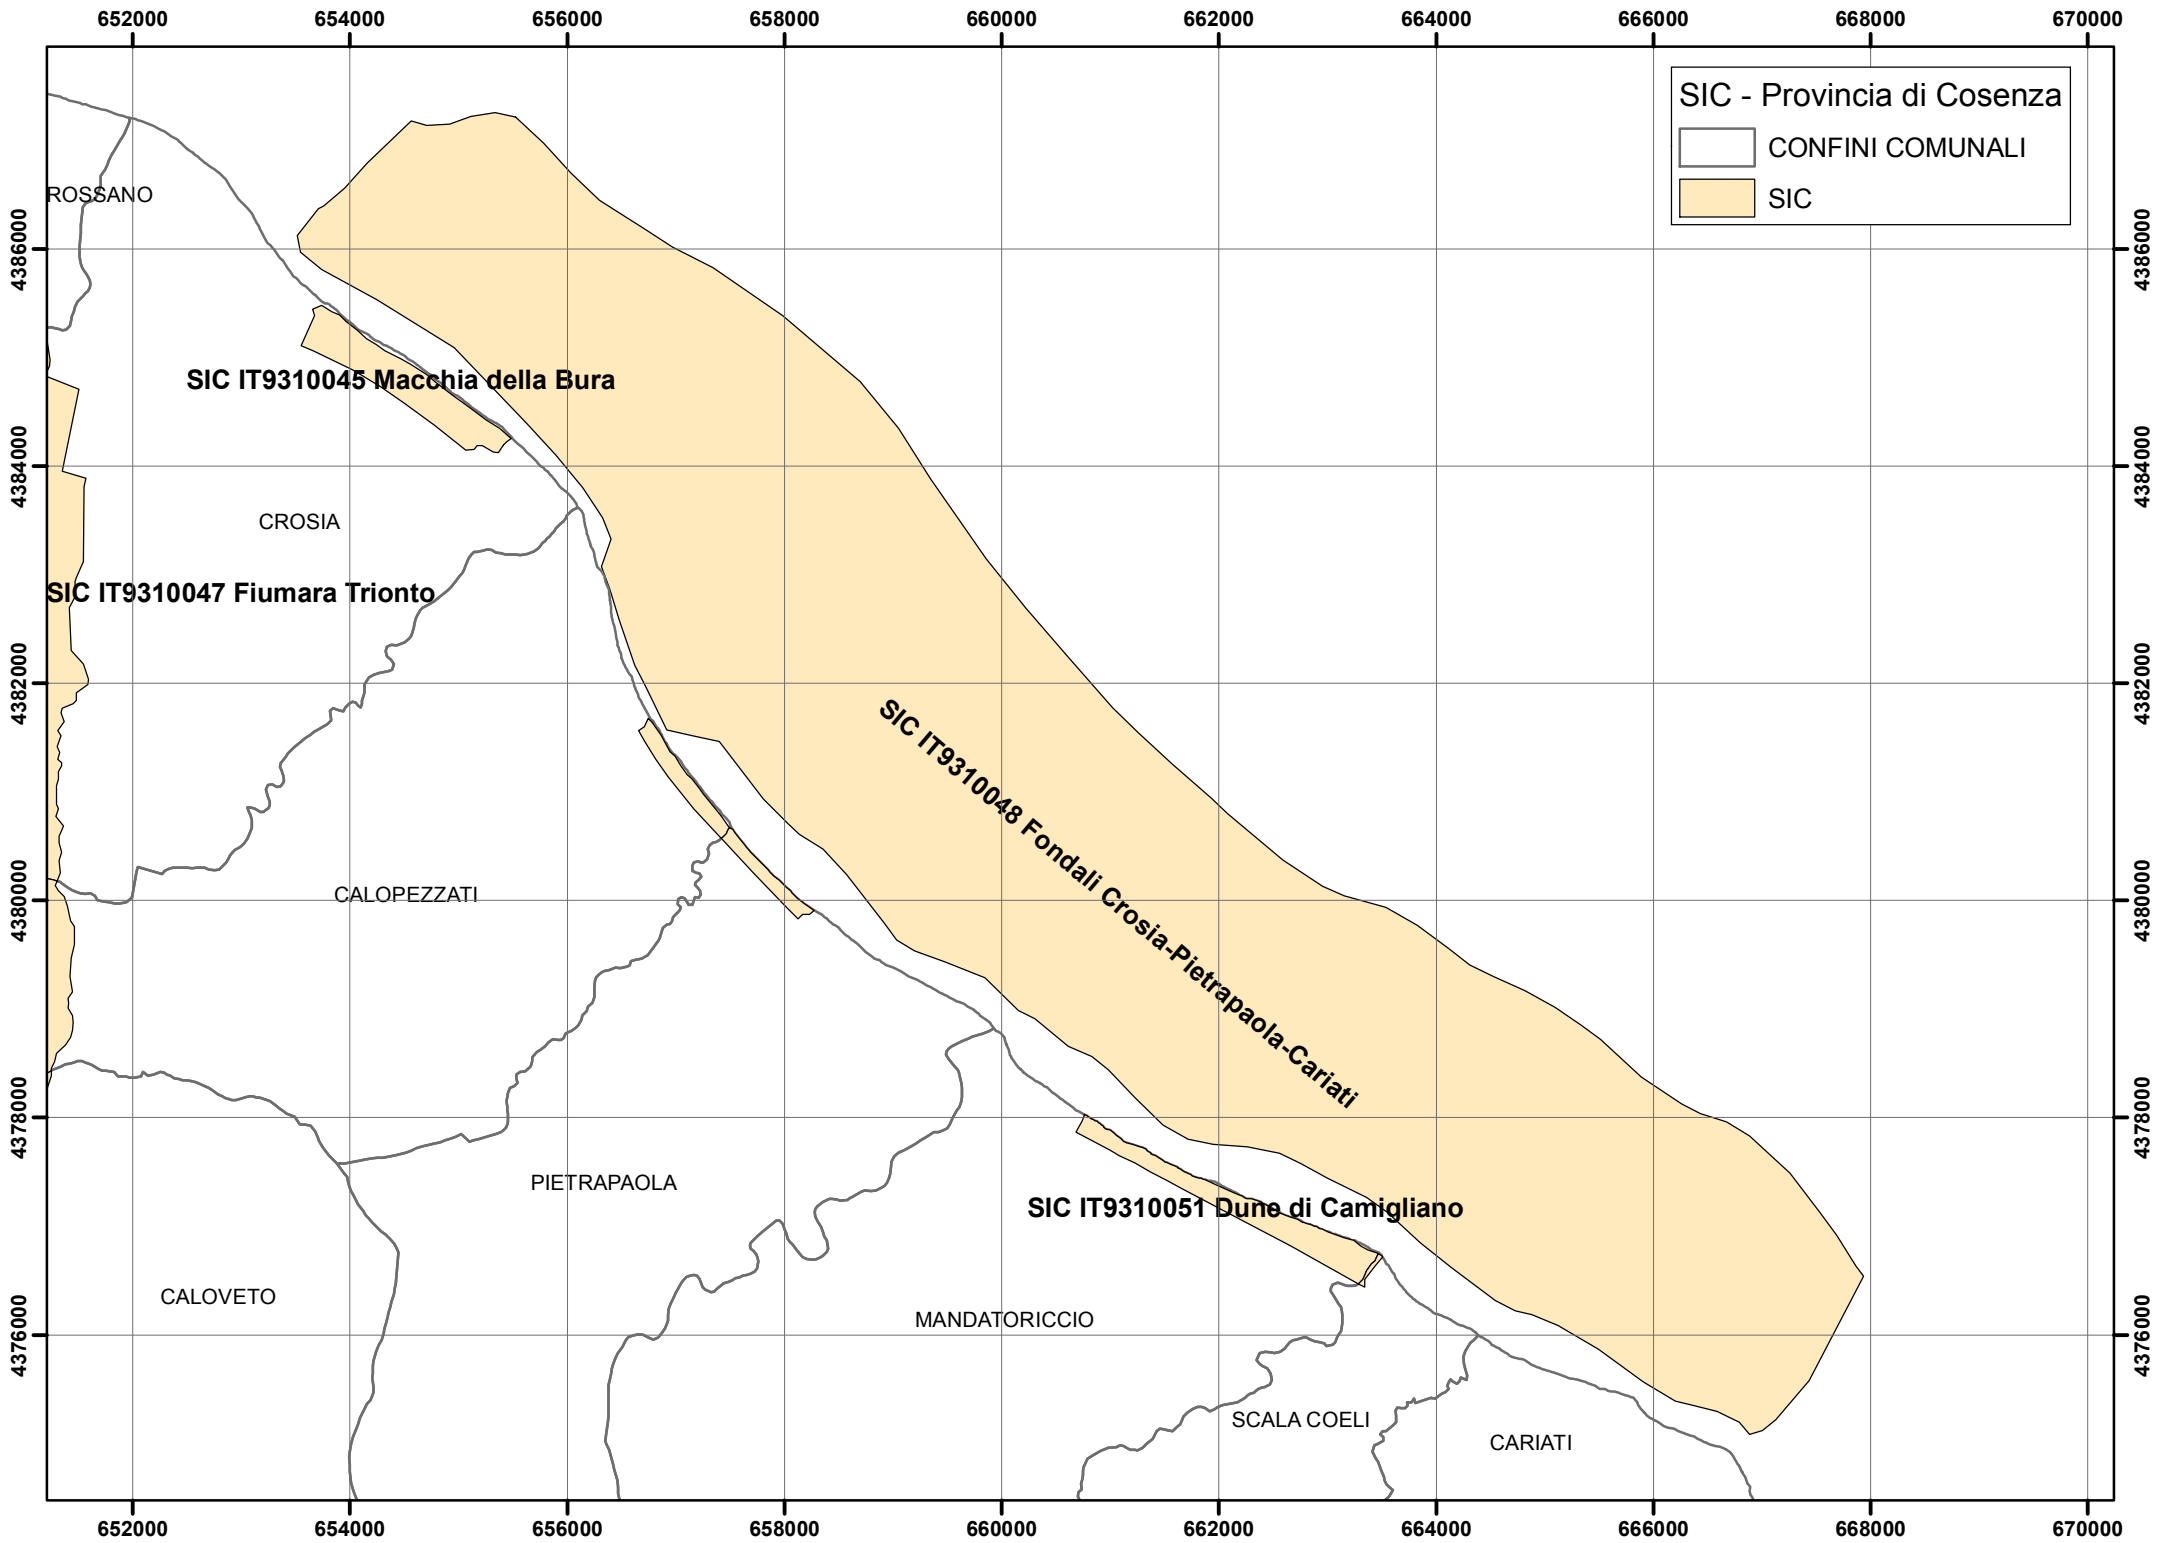 652000 654000 656000 658000 660000 662000 664000 666000 668000 670000
SIC - Provincia di Cosenza
CONFINI COMUNALI
SIC
ROSSANO
4386000
4386000
SIC IT9310045 Macchia della Bura
4384000
4384000
CROSIA
SIC IT9310047 Fiumara Trionto
4382000
4382000
SIC IT9310048 Fondali Crosia-Pietrapaola-Cariati
CALOPEZZATI
4380000
4380000
4378000
4378000
PIETRAPAOLA
SIC IT9310051 Dune di Camigliano
CALOVETO
MANDATORICCIO
4376000
4376000
SCALA COELI
CARIATI
652000 654000 656000 658000 660000 662000 664000 666000 668000 670000